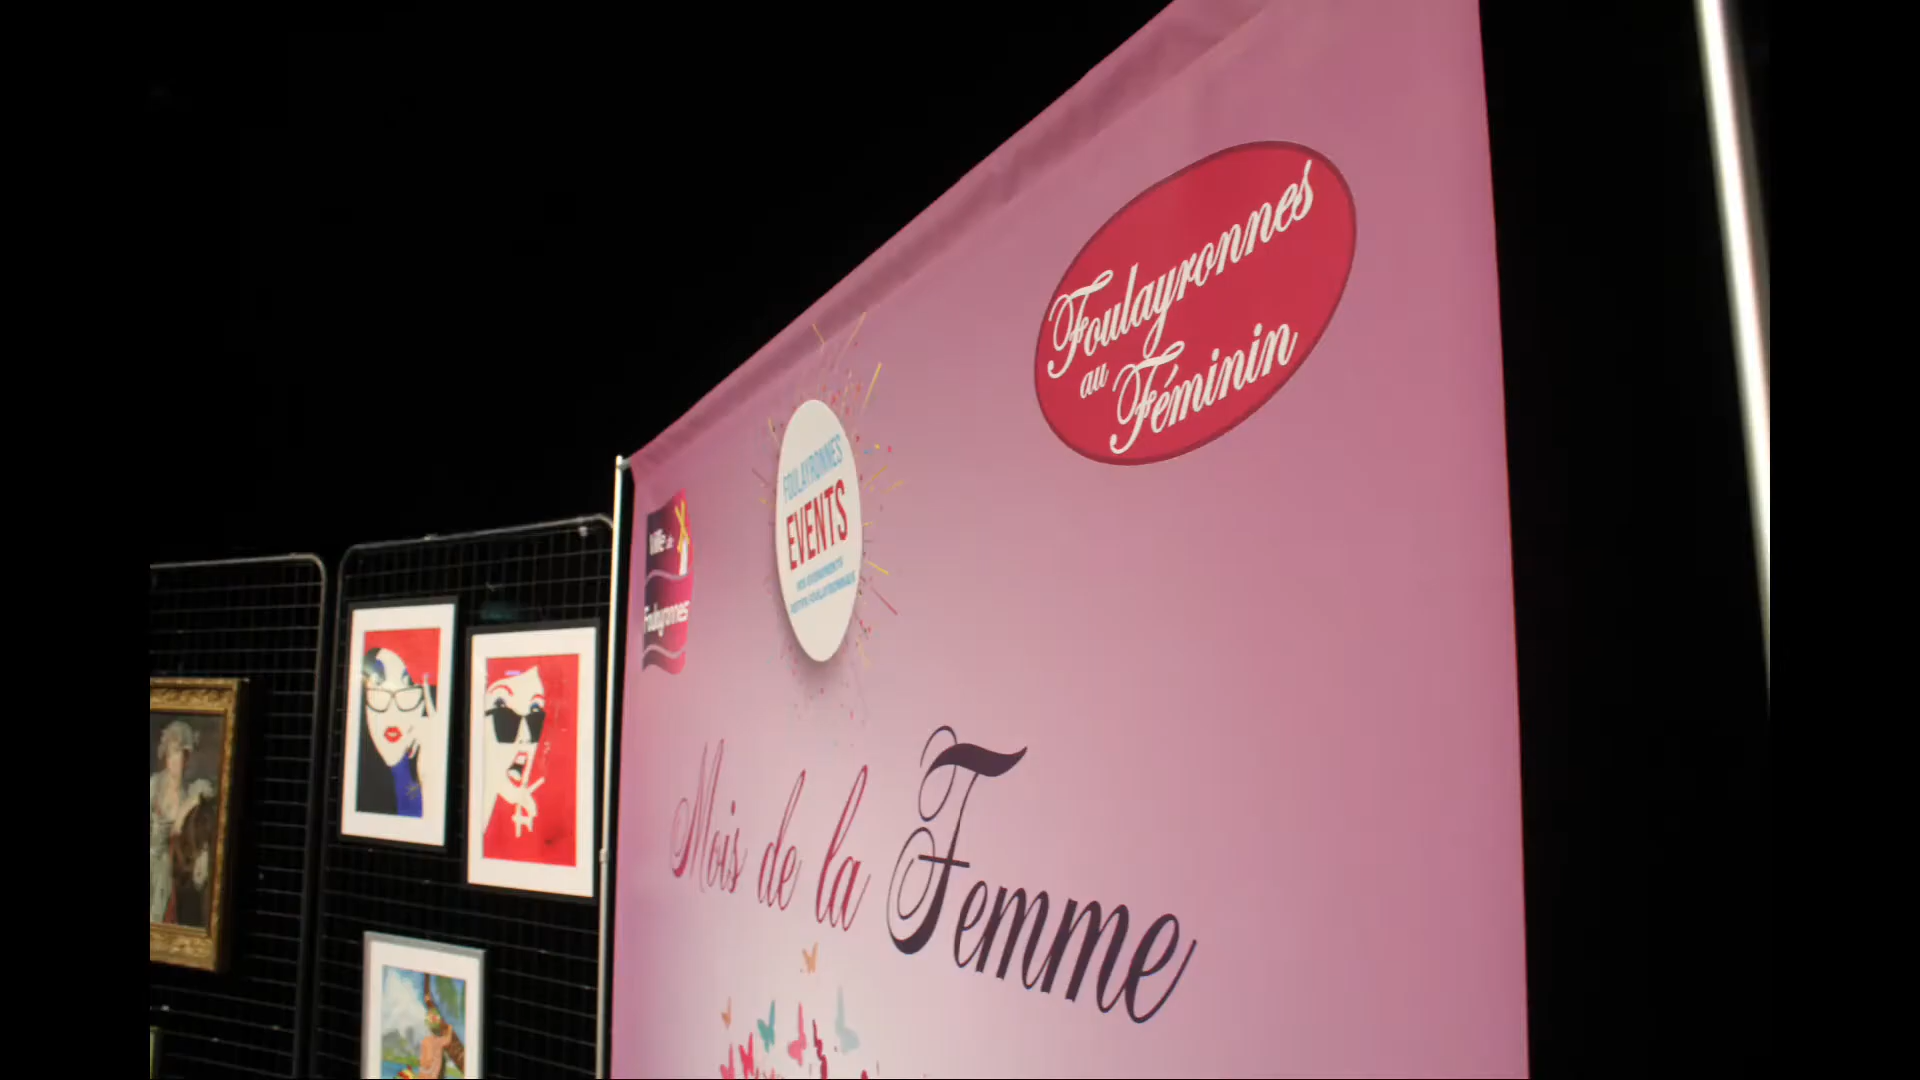 Foulayronnes
au Féminin
FOULAYRONNES
EVENTS
Ville de
Foulayronnes
Mois de la Femme